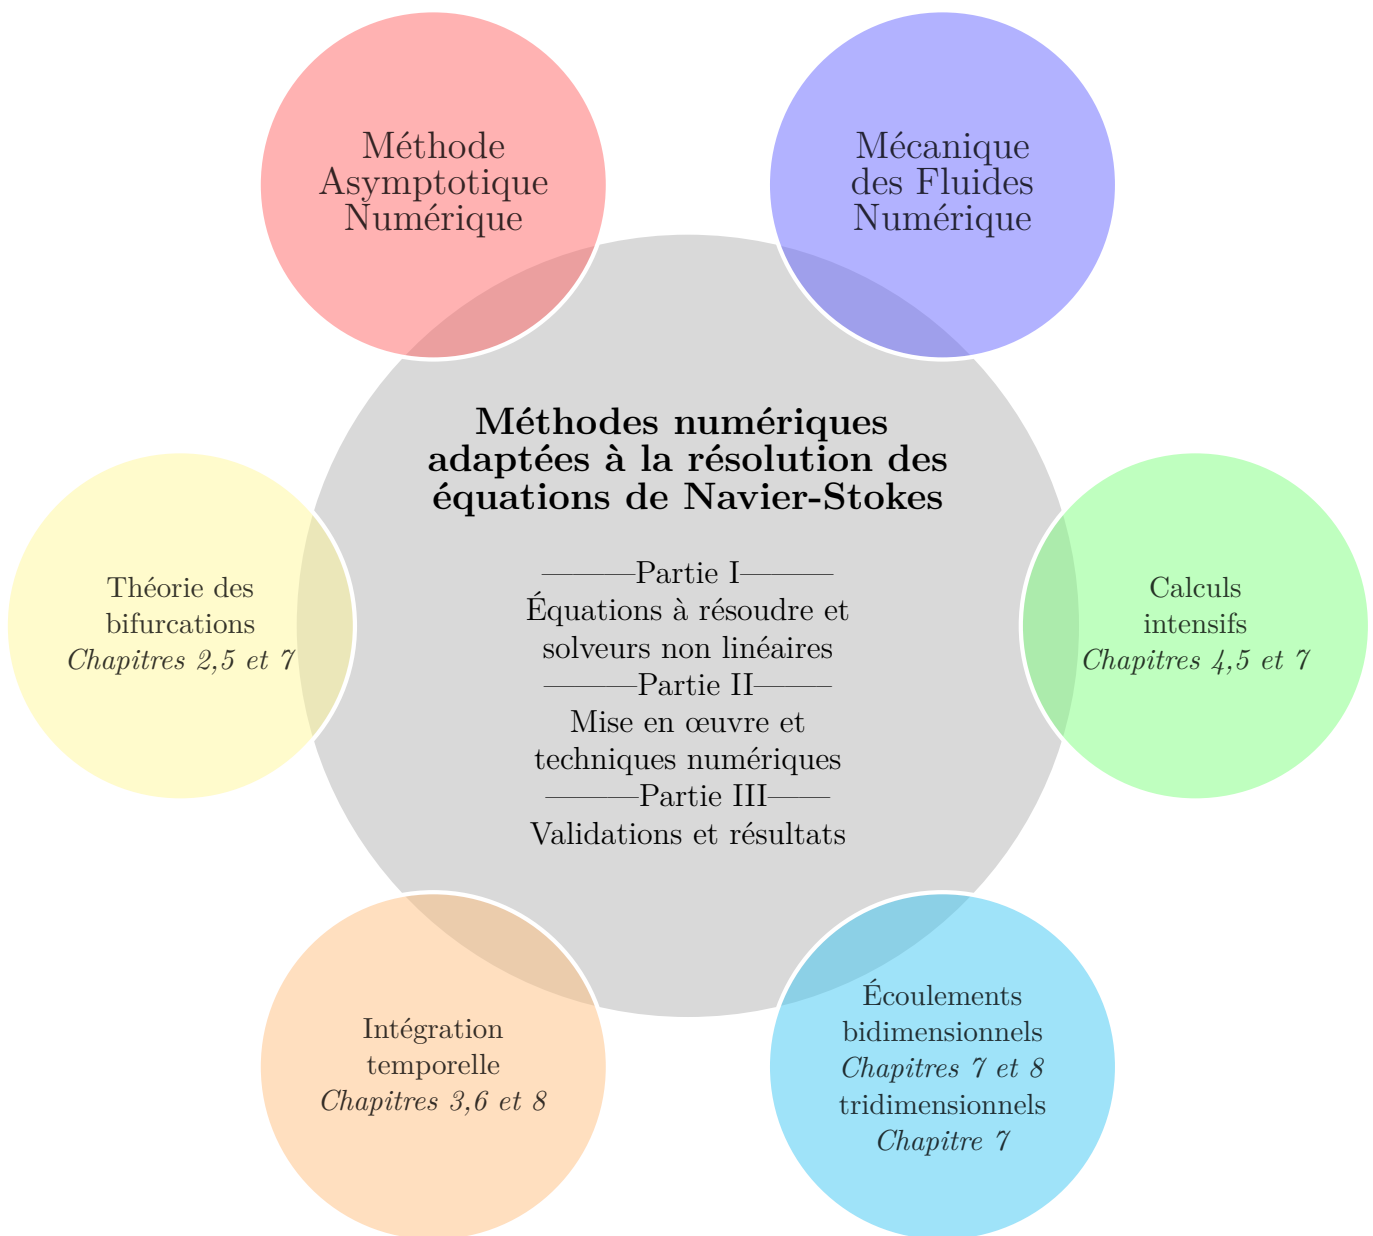 Méthode
Asymptotique
Numérique
Mécanique
des Fluides
Numérique
Méthodes numériques
adaptées à la résolution des
équations de Navier-Stokes
———Partie I———
Équations à résoudre et
solveurs non linéaires
———Partie II——–
Mise en œuvre et
techniques numériques
———Partie III——
Validations et résultats
Théorie des
bifurcations
Chapitres 2,5 et 7
Calculs
intensifs
Chapitres 4,5 et 7
Intégration
temporelle
Chapitres 3,6 et 8
Écoulements
bidimensionnels
Chapitres 7 et 8
tridimensionnels
Chapitre 7